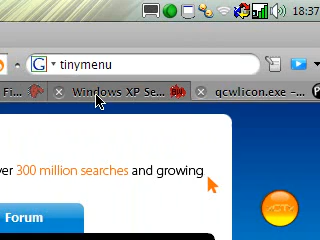 18:37
G tinymenu
Fi... Windows XP Se... qcwlicon.exe -
ver 300 million searches and growing
Forum